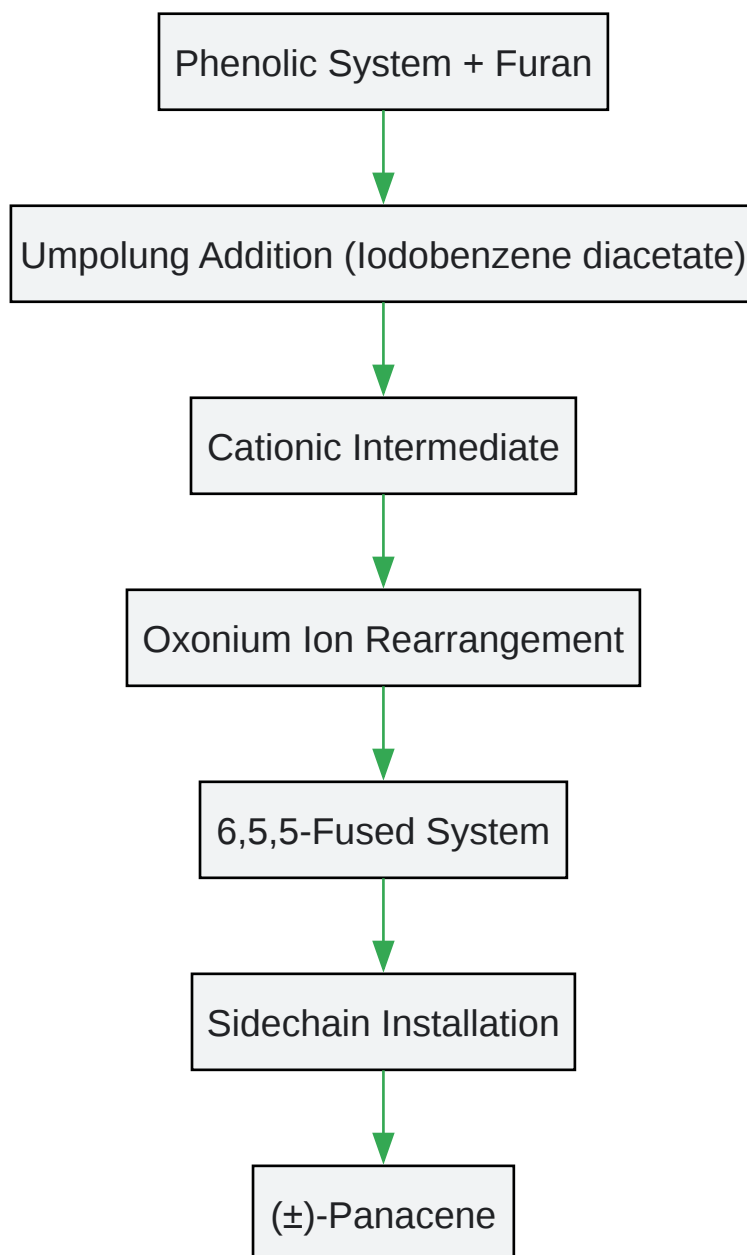 Phenolic System + Furan
Umpolung Addition (Iodobenzene diacetate)
Cationic Intermediate
Oxonium Ion Rearrangement
6,5,5-Fused System
Sidechain Installation
(±)-Panacene